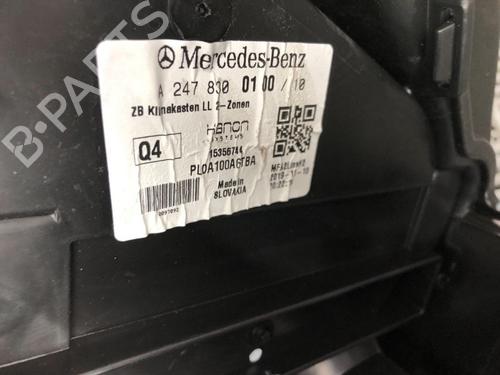 Mercedes-Benz
A 247 830 01 00 / 10
ZB Klimakasten LL 2-Zonen
Q4
Hanon
SYSTEMS
15356744
PL0A100A6TBA
Made in
SLOVAKIA
B-PARTS